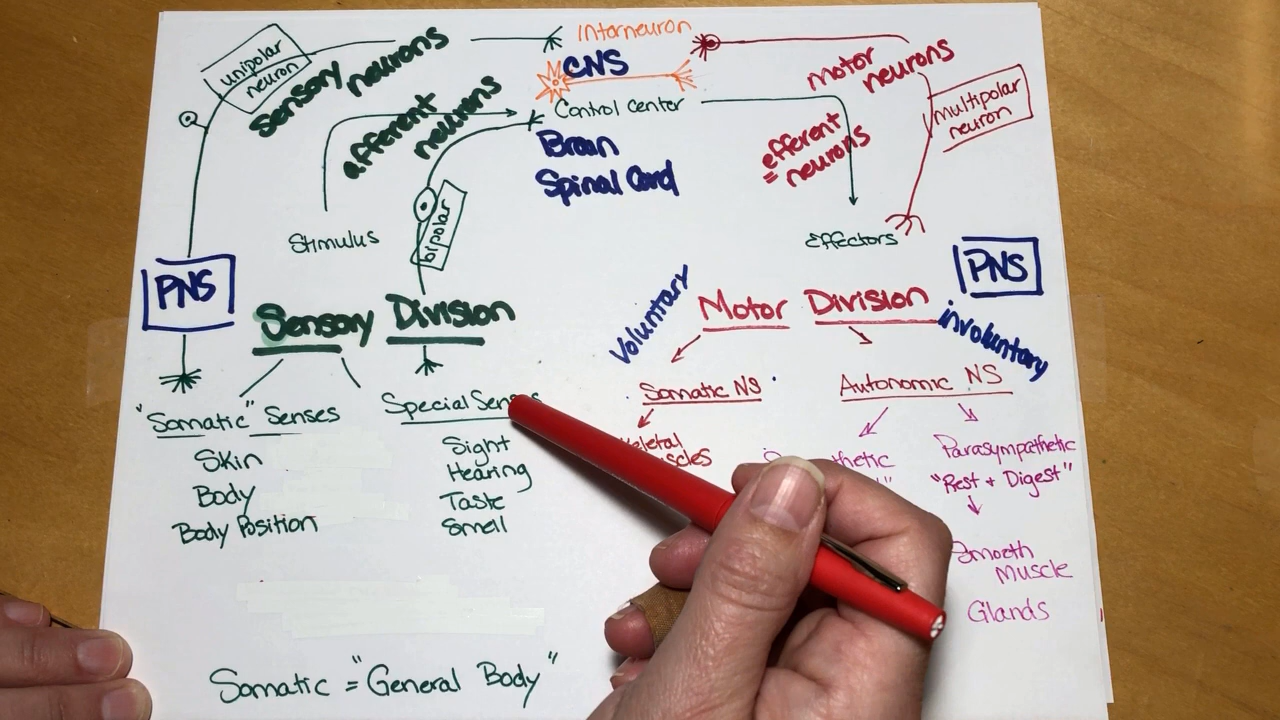 unipolar
neuron
Sensory neurons
Interneuron
CNS
motor
neurons
multipolar
neuron
afferent
neurons
Control Center
efferent
= neurons
Brain
Spinal Cord
bipolar
Stimulus
Effectors
PNS
PNS
Sensory Division
Voluntary
Motor Division
involuntary
"Somatic" Senses
Special Senses
Somatic NS
Autonomic NS
Skin
Body
Body Position
Sight
Hearing
Taste
Smell
Parasympathetic
"Rest + Digest"
Smooth
Muscle
Glands
Somatic = "General Body"